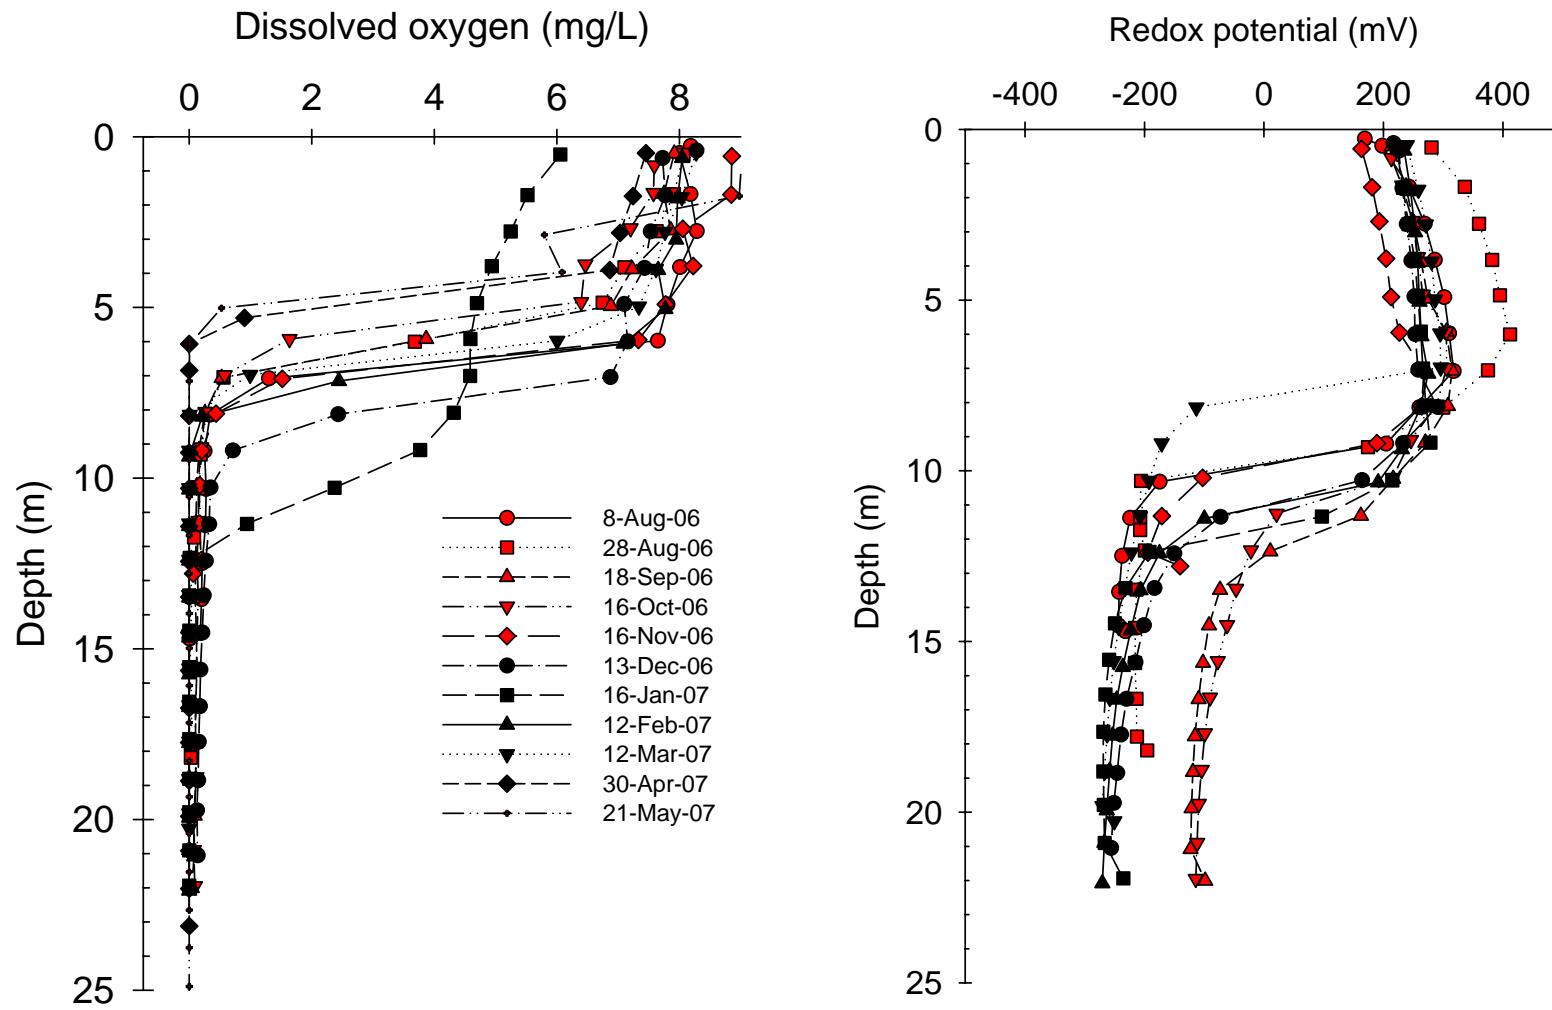 Dissolved oxygen (mg/L)
0 2 4 6 8
0
5
10
15
20
25
Depth (m)
8-Aug-06
28-Aug-06
18-Sep-06
16-Oct-06
16-Nov-06
13-Dec-06
16-Jan-07
12-Feb-07
12-Mar-07
30-Apr-07
21-May-07
Redox potential (mV)
-400 -200 0 200 400
0
5
10
15
20
25
Depth (m)